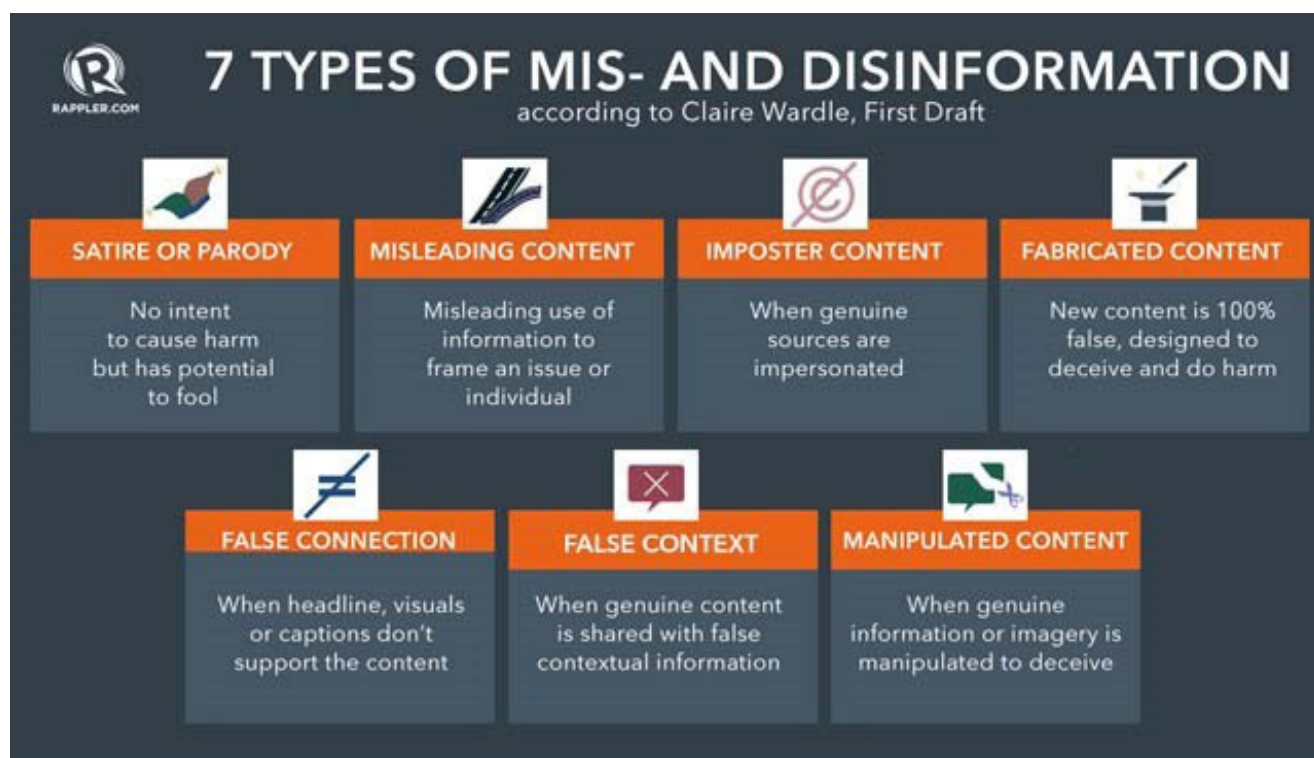 7 TYPES OF MIS- AND DISINFORMATION
RAPPLER.COM
according to Claire Wardle, First Draft
SATIRE OR PARODY
No intent
to cause harm
but has potential
to fool
MISLEADING CONTENT
Misleading use of
information to
frame an issue or
individual
IMPOSTER CONTENT
When genuine
sources are
impersonated
FABRICATED CONTENT
New content is 100%
false, designed to
deceive and do harm
FALSE CONNECTION
When headline, visuals
or captions don't
support the content
FALSE CONTEXT
When genuine content
is shared with false
contextual information
MANIPULATED CONTENT
When genuine
information or imagery is
manipulated to deceive